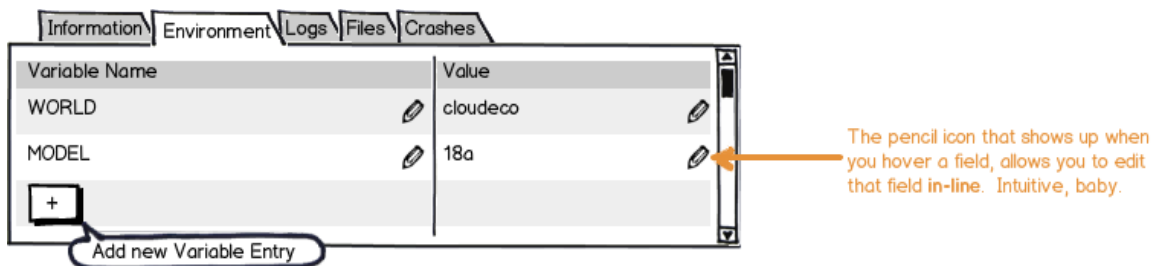 Information Environment Logs Files Crashes
Variable Name Value
WORLD cloudeco
MODEL 18a
+
Add new Variable Entry
The pencil icon that shows up when
you hover a field, allows you to edit
that field in-line. Intuitive, baby.